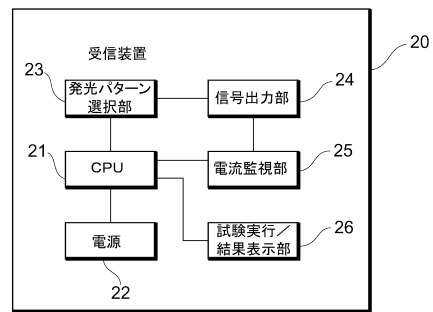 20
受信装置
23
発光パターン
選択部
信号出力部
24
21
CPU
電流監視部
25
電源
22
試験実行／
結果表示部
26